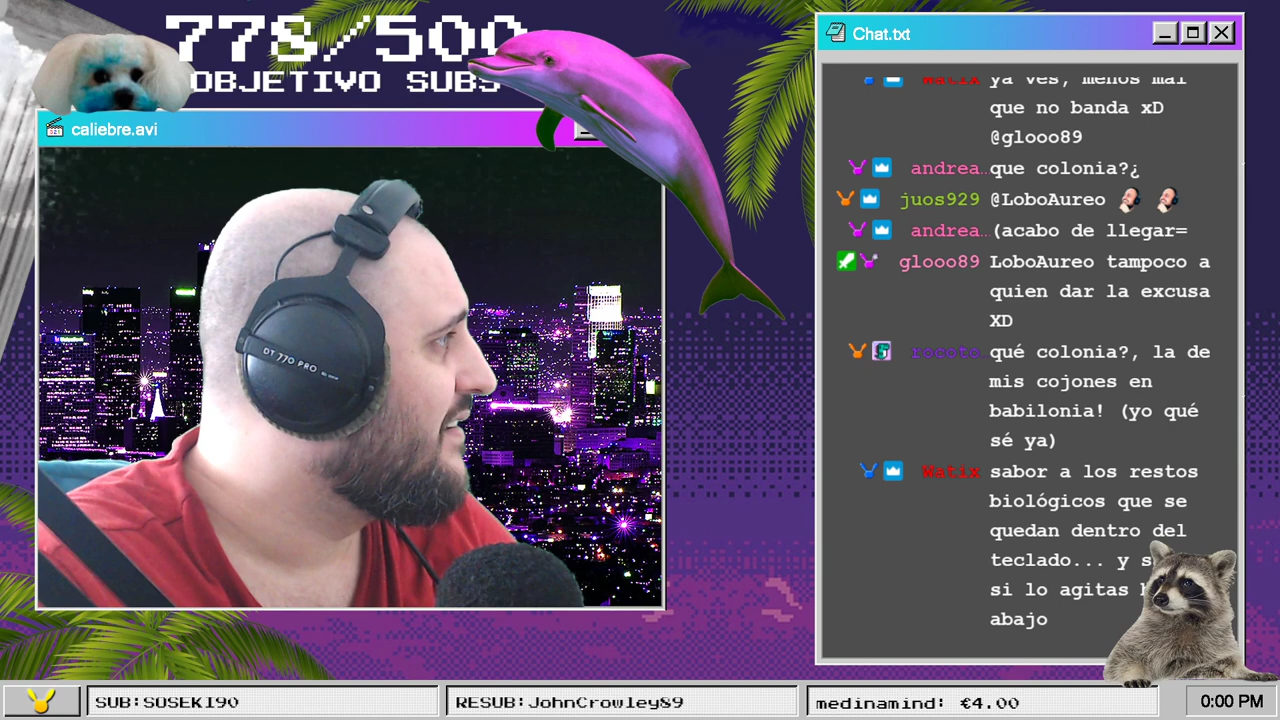 778/500
OBJETIVO SUBS
caliebre.avi
DT 770 PRO
Chat.txt
Watix ya ves, menos mal
que no banda xD
@glooo89
andrea.. que colonia?¿
juos929 @LoboAureo
andrea.. (acabo de llegar=
glooo89 LoboAureo tampoco a
quien dar la excusa
XD
rocoto. qué colonia?, la de
mis cojones en
babilonia! (yo qué
sé ya)
Watix sabor a los restos
biológicos que se
quedan dentro del
teclado... y
si lo agitas
abajo
SUB:SOSEKI90
RESUB:JohnCrowley89
medinamind: €4.00
0:00 PM